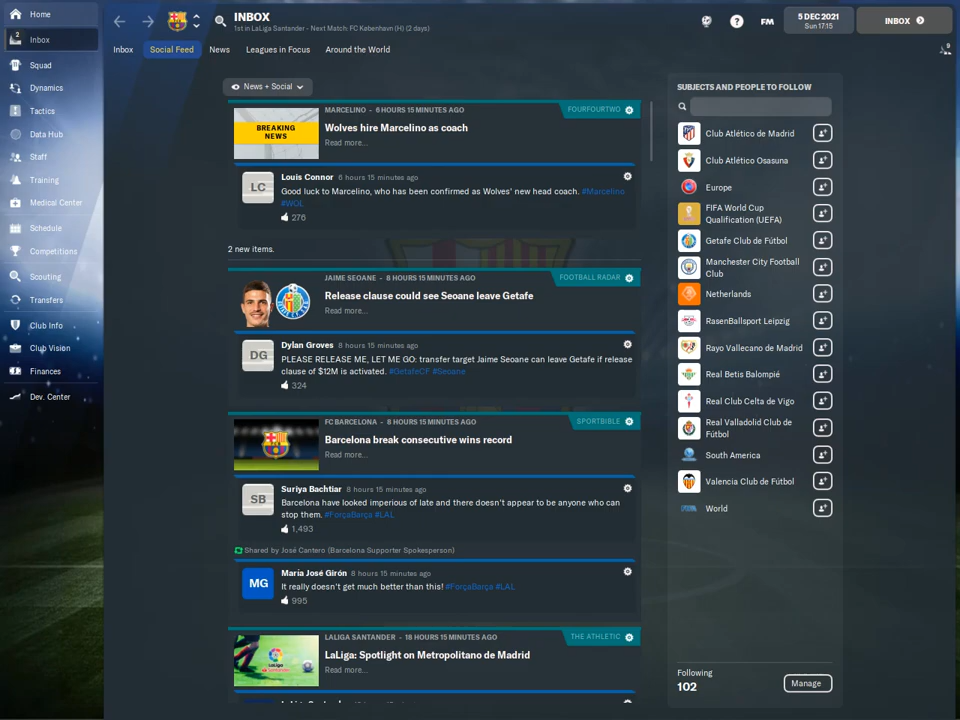 Home
2
Inbox
Squad
Dynamics
Tactics
Data Hub
Staff
Training
Medical Center
Schedule
Competitions
Scouting
Transfers
Club Info
Club Vision
Finances
Dev. Center
INBOX
1st in LaLiga Santander - Next Match: FC København (H) (2 days)
?
FM
5 DEC 2021
Sun 17:15
INBOX
Inbox
Social Feed
News
Leagues in Focus
Around the World
News + Social
BREAKING
NEWS
MARCELINO - 6 HOURS 15 MINUTES AGO
FOURFOURTWO
Wolves hire Marcelino as coach
Read more...
LC
Louis Connor 6 hours 15 minutes ago
Good luck to Marcelino, who has been confirmed as Wolves' new head coach. #Marcelino
#WOL
276
2 new items.
JAIME SEOANE - 8 HOURS 15 MINUTES AGO
FOOTBALL RADAR
Release clause could see Seoane leave Getafe
Read more...
DG
Dylan Groves 8 hours 15 minutes ago
PLEASE RELEASE ME, LET ME GO: transfer target Jaime Seoane can leave Getafe if release
clause of $12M is activated. #GetafeCF #Seoane
324
FC BARCELONA - 8 HOURS 15 MINUTES AGO
SPORTBIBLE
Barcelona break consecutive wins record
Read more...
SB
Suriya Bachtiar 8 hours 15 minutes ago
Barcelona have looked imperious of late and there doesn't appear to be anyone who can
stop them. #ForçaBarça #LAL
1,493
Shared by José Cantero (Barcelona Supporter Spokesperson)
MG
María José Girón 8 hours 15 minutes ago
It really doesn't get much better than this! #ForçaBarça #LAL
995
LALIGA SANTANDER - 18 HOURS 15 MINUTES AGO
THE ATHLETIC
LaLiga: Spotlight on Metropolitano de Madrid
Read more...
SUBJECTS AND PEOPLE TO FOLLOW
Club Atlético de Madrid
Club Atlético Osasuna
Europe
FIFA World Cup
Qualification (UEFA)
Getafe Club de Fútbol
Manchester City Football
Club
Netherlands
RasenBallsport Leipzig
Rayo Vallecano de Madrid
Real Betis Balompié
Real Club Celta de Vigo
Real Valladolid Club de
Fútbol
South America
Valencia Club de Fútbol
World
Following
102
Manage